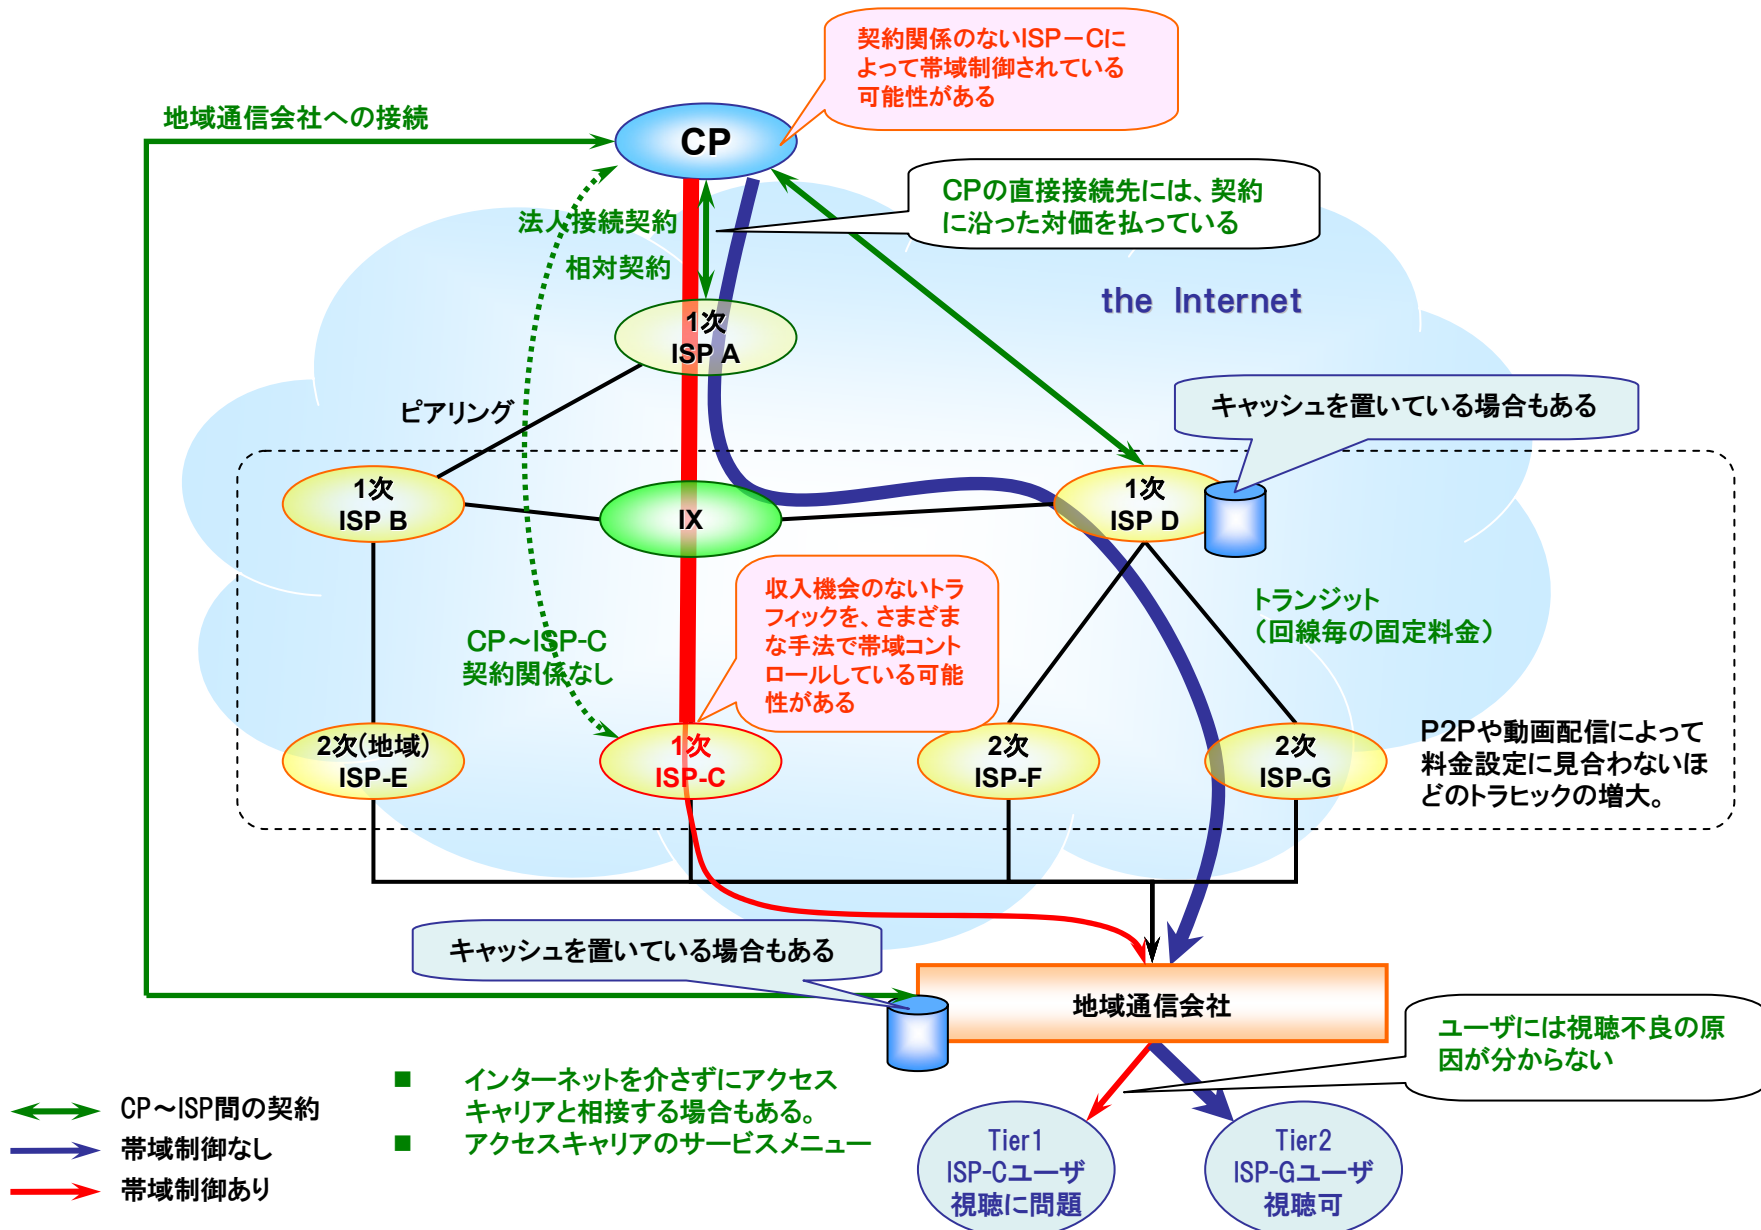 契約関係のないISP－Cに
よって帯域制御されている
可能性がある
地域通信会社への接続
CP
CPの直接接続先には、契約
に沿った対価を払っている
法人接続契約
相対契約
the Internet
1次
ISP A
ピアリング
キャッシュを置いている場合もある
1次
ISP B
IX
1次
ISP D
収入機会のないトラ
フィックを、さまざま
な手法で帯域コント
ロールしている可能
性がある
トランジット
（回線毎の固定料金）
CP～ISP-C
契約関係なし
2次(地域)
ISP-E
1次
ISP-C
2次
ISP-F
2次
ISP-G
P2Pや動画配信によって
料金設定に見合わないほ
どのトラヒックの増大。
キャッシュを置いている場合もある
地域通信会社
ユーザには視聴不良の原
因が分からない
■ インターネットを介さずにアクセス
キャリアと相接する場合もある。
■ アクセスキャリアのサービスメニュー
CP～ISP間の契約
帯域制御なし
帯域制御あり
Tier1
ISP-Cユーザ
視聴に問題
Tier2
ISP-Gユーザ
視聴可